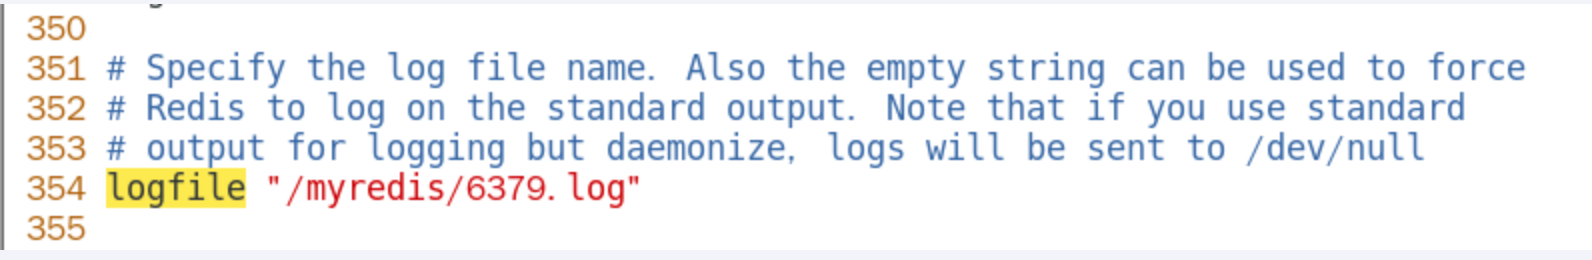 350
351 # Specify the log file name.  Also the empty string can be used to force
352 # Redis to log on the standard output.  Note that if you use standard
353 # output for logging but daemonize, logs will be sent to /dev/null
354 logfile "/myredis/6379.log"
355